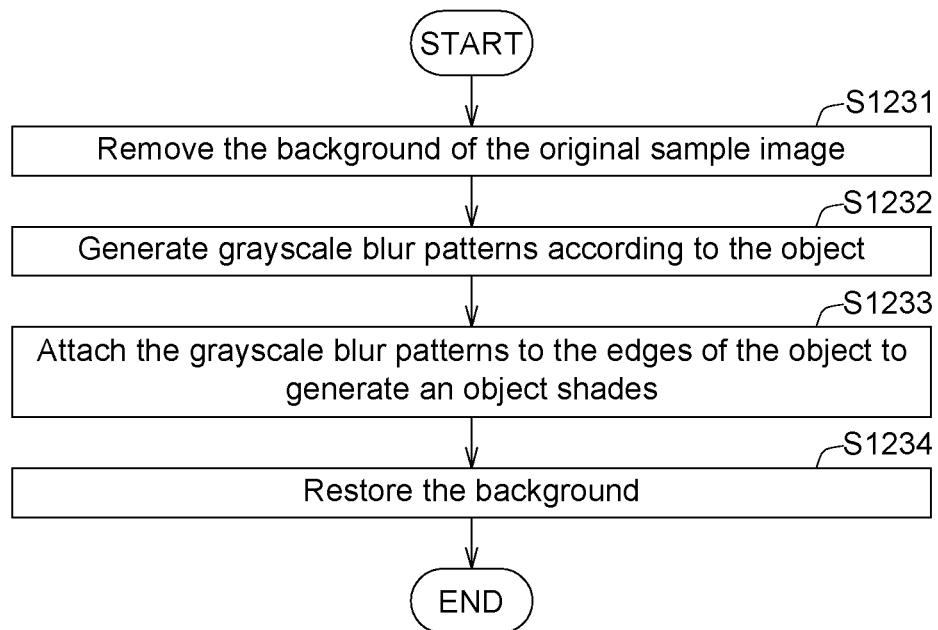 START
S1231
Remove the background of the original sample image
S1232
Generate grayscale blur patterns according to the object
S1233
Attach the grayscale blur patterns to the edges of the object to
generate an object shades
S1234
Restore the background
END